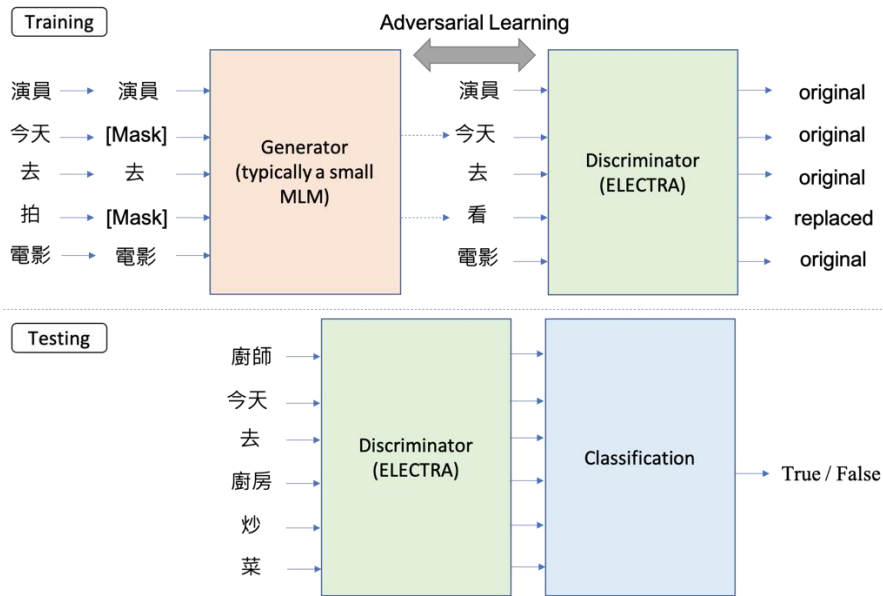 Training
Adversarial Learning
演員 演員 演員 original
今天 [Mask] 今天 original
Generator
(typically a small
MLM)
Discriminator
(ELECTRA)
去 去 去 original
拍 [Mask] 看 replaced
電影 電影 電影 original
Testing
廚師
今天
去
Discriminator
(ELECTRA)
Classification
True / False
廚房
炒
菜